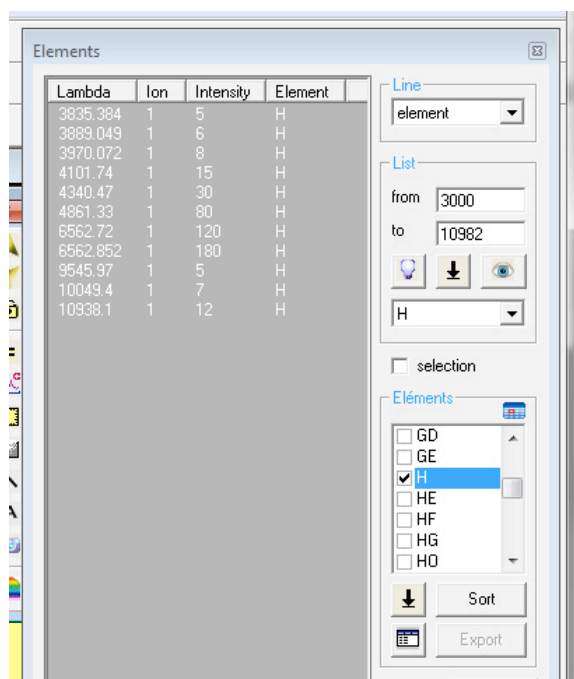 Elements
Lambda Ion Intensity Element
3835.384 1 5 H
3889.049 1 6 H
3970.072 1 8 H
4101.74 1 15 H
4340.47 1 30 H
4861.33 1 80 H
6562.72 1 120 H
6562.852 1 180 H
9545.97 1 5 H
10049.4 1 7 H
10938.1 1 12 H
Line
element
List
from 3000
to 10982
H
selection
Eléments
GD
GE
H
HE
HF
HG
HO
Sort
Export